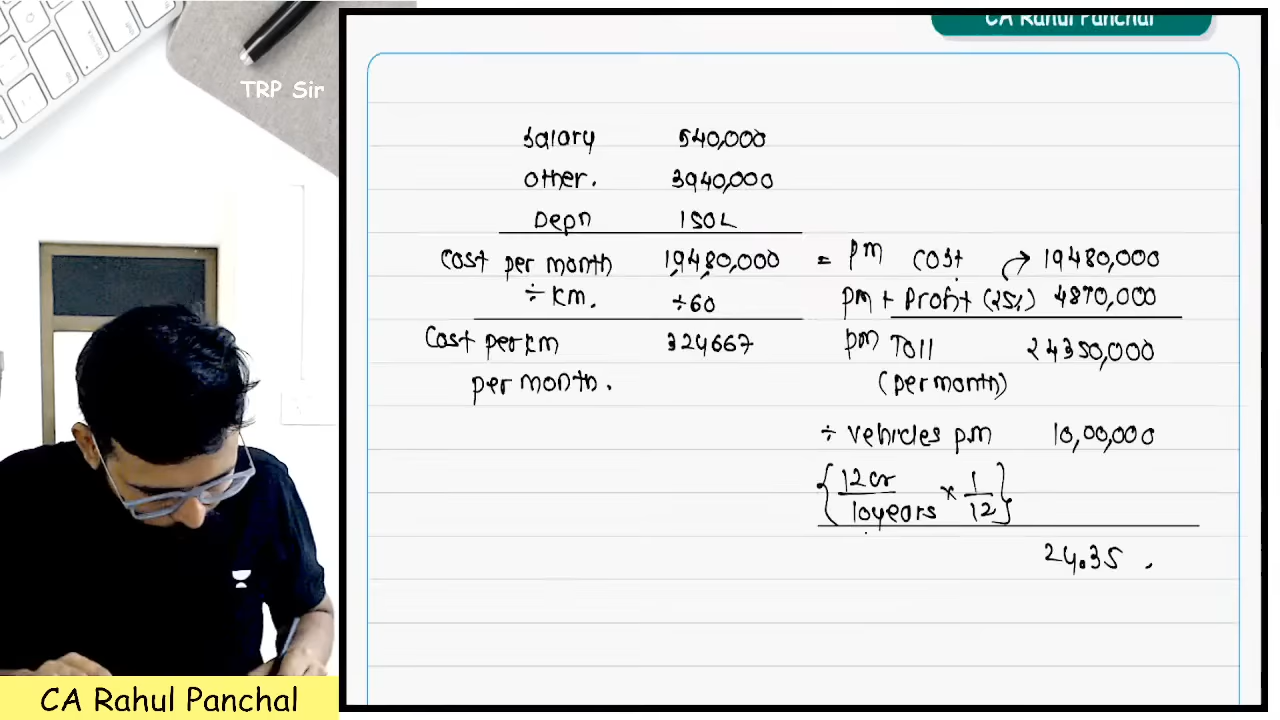 CA Rahul Panchal
TRP Sir
Salary 540,000
other. 3940,000
Depn 150L
Cost per month 19,480,000 = pm Cost → 19480,000
÷ km. ÷60 pm + Profit (25%) 4870,000
Cost per km 324667 pm Toll 24350,000
per month. (per month)
÷ vehicles pm 10,00,000
{12cr / 10years × 1/12}
24.35
CA Rahul Panchal